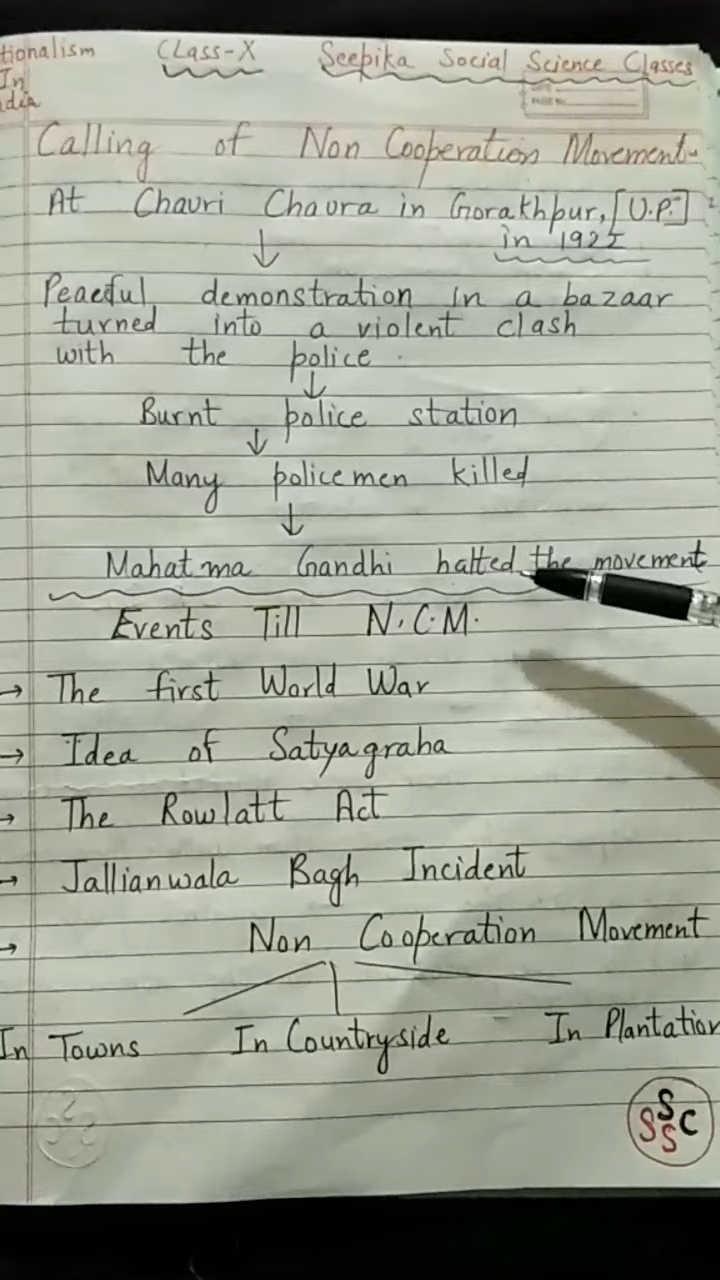 tionalism
In
dia
CLass-X
Seepika Social Science Classes
Calling of Non Cooperation Movement
At Chauri Chaura in Gorakhpur, [U.P.]
in 1922
Peaceful demonstration in a bazaar
turned into a violent clash
with the police.
↓
Burnt police station
↓
Many policemen killed
↓
Mahatma Gandhi halted the movement
Events Till N.C.M.
→ The first World War
→ Idea of Satyagraha
→ The Rowlatt Act
→ Jallianwala Bagh Incident
→ Non Cooperation Movement
In Towns In Countryside In Plantation
SSSC